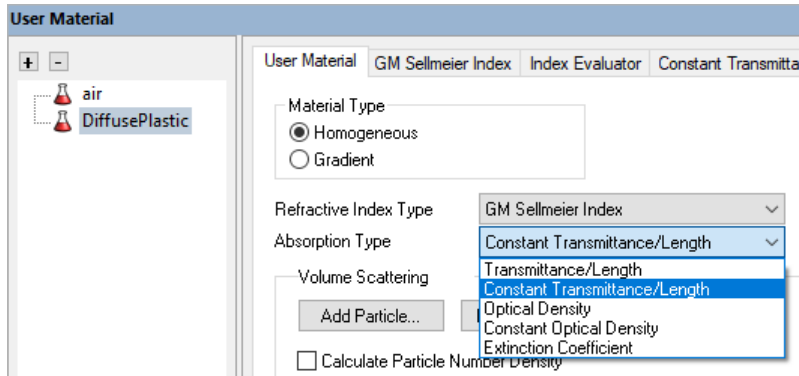 User Material
+ -
air
DiffusePlastic
User Material GM Sellmeier Index Index Evaluator Constant Transmitta
Material Type
Homogeneous
Gradient
Refractive Index Type GM Sellmeier Index
Absorption Type Constant Transmittance/Length
Transmittance/Length
Volume Scattering Constant Transmittance/Length
Add Particle... Optical Density
Constant Optical Density
Extinction Coefficient
Calculate Particle Number Density